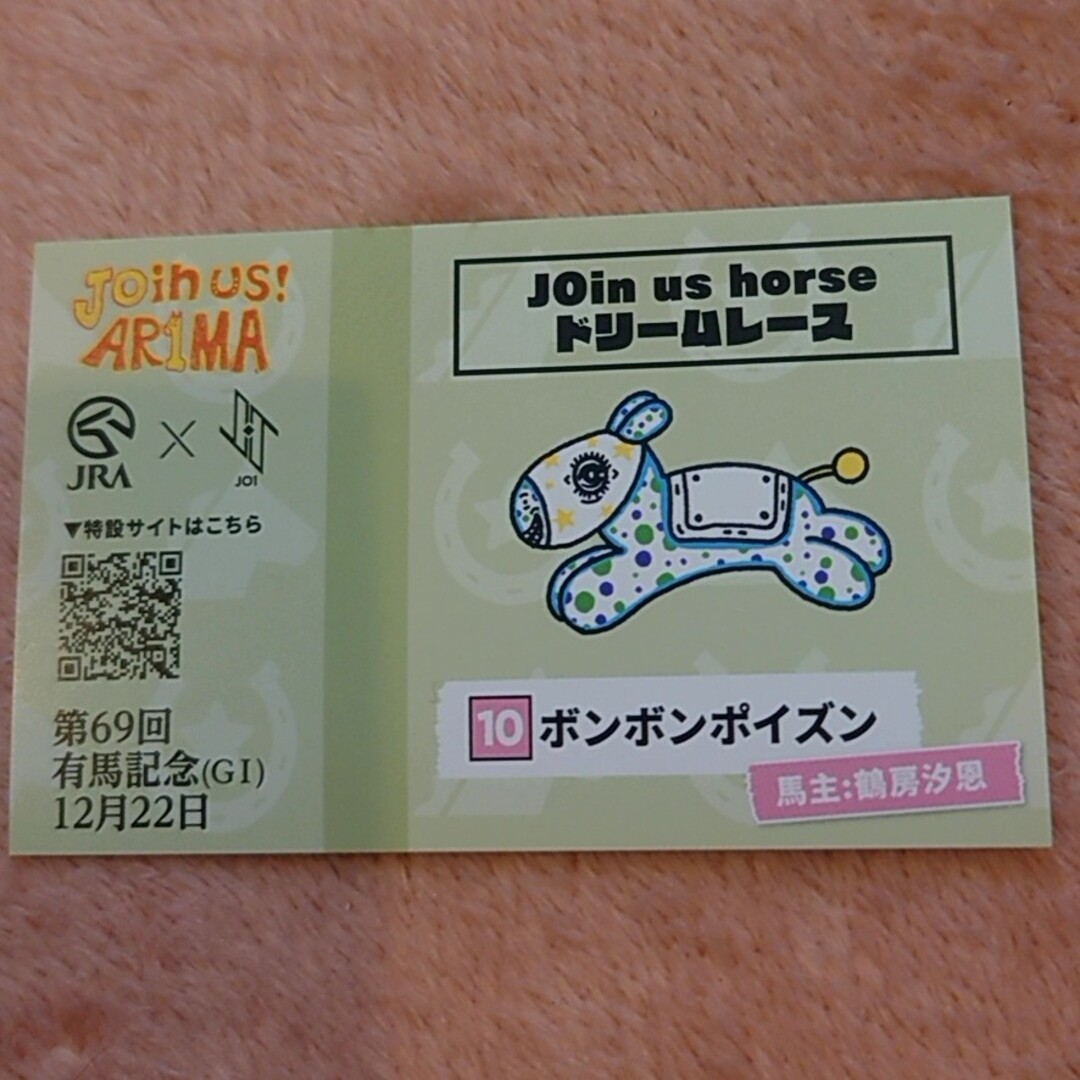 JOin us!
AR1MA
JRA
JO1
▼特設サイトはこちら
第69回
有馬記念(GI)
12月22日
JOin us horse
ドリームレース
10 ボンボンポイズン
馬主:鶴房汐恩